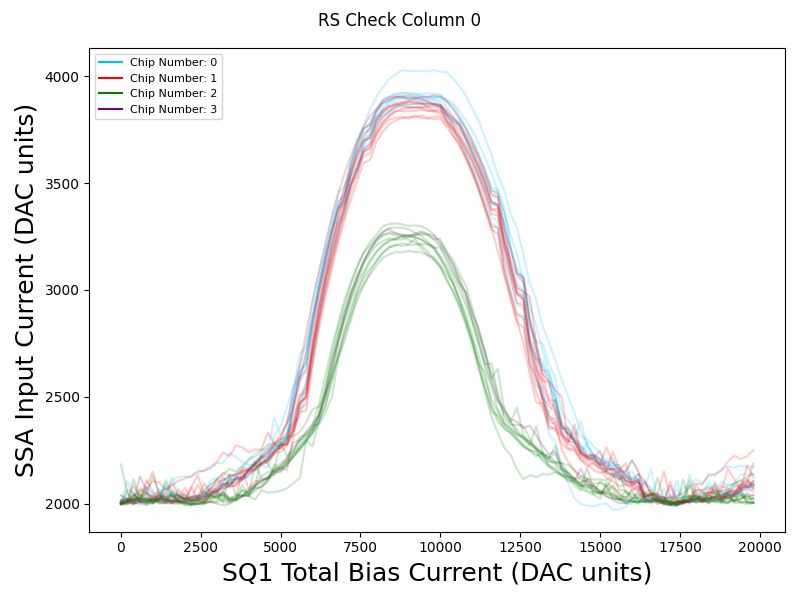 RS Check Column 0
Chip Number: 0
Chip Number: 1
Chip Number: 2
Chip Number: 3
4000
3500
3000
2500
2000
SSA Input Current (DAC units)
0 2500 5000 7500 10000 12500 15000 17500 20000
SQ1 Total Bias Current (DAC units)